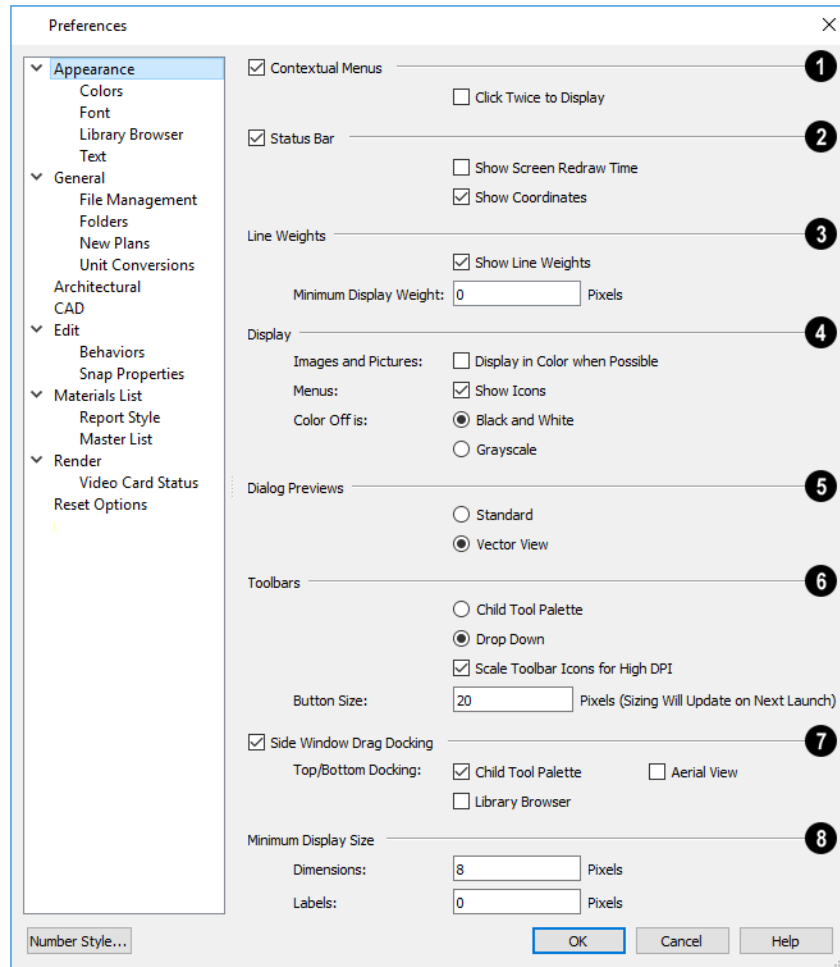 Preferences
Appearance
Colors
Font
Library Browser
Text
General
File Management
Folders
New Plans
Unit Conversions
Architectural
CAD
Edit
Behaviors
Snap Properties
Materials List
Report Style
Master List
Render
Video Card Status
Reset Options
Contextual Menus 1
Click Twice to Display
Status Bar 2
Show Screen Redraw Time
Show Coordinates
Line Weights 3
Show Line Weights
Minimum Display Weight: 0 Pixels
Display 4
Images and Pictures: Display in Color when Possible
Menus: Show Icons
Color Off is: Black and White
Grayscale
Dialog Previews 5
Standard
Vector View
Toolbars 6
Child Tool Palette
Drop Down
Scale Toolbar Icons for High DPI
Button Size: 20 Pixels (Sizing Will Update on Next Launch)
Side Window Drag Docking 7
Top/Bottom Docking: Child Tool Palette Aerial View
Library Browser
Minimum Display Size 8
Dimensions: 8 Pixels
Labels: 0 Pixels
Number Style... OK Cancel Help